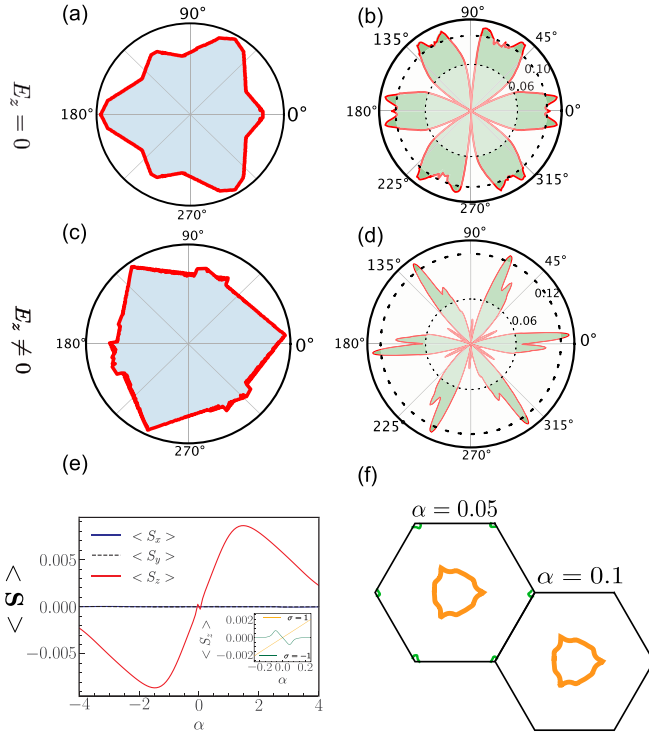 (a)
(b)
E_z = 0
90°
180°
0°
270°
90°
135°
45°
0.10
0.06
180°
0°
225°
315°
270°
(c)
(d)
E_z ≠ 0
90°
180°
0°
270°
90°
135°
45°
0.12
0.06
180°
0°
225°
315°
270°
(e)
(f)
< S_x >
< S_y >
< S_z >
0.005
0.000
−0.005
< S >
−4
−2
0
2
4
α
0.002
0.000
−0.002
< S_z >
σ = 1
σ = −1
−0.2
0.0
0.2
α
α = 0.05
α = 0.1